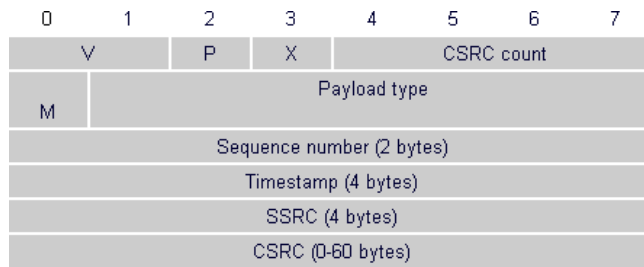 0 1 2 3 4 5 6 7
V P X CSRC count
M Payload type
Sequence number (2 bytes)
Timestamp (4 bytes)
SSRC (4 bytes)
CSRC (0-60 bytes)